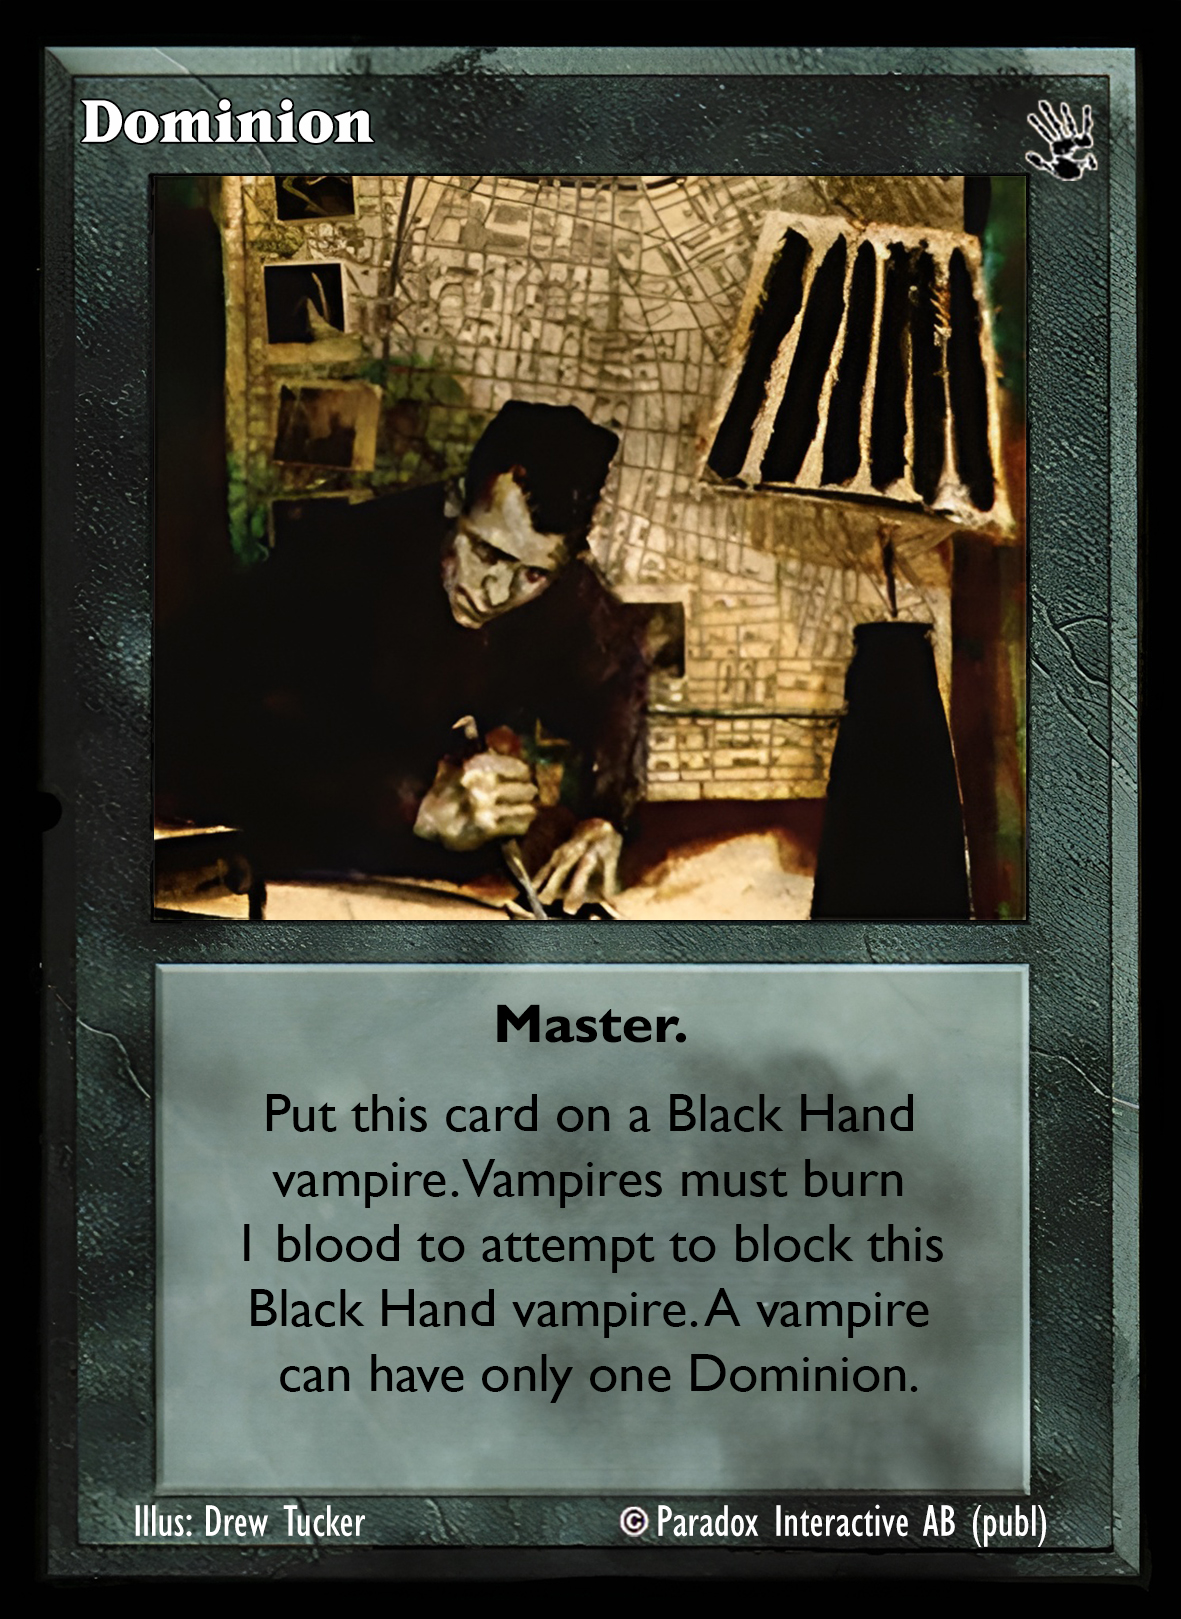 Dominion
Master.
Put this card on a Black Hand
vampire. Vampires must burn
1 blood to attempt to block this
Black Hand vampire. A vampire
can have only one Dominion.
Illus: Drew Tucker
© Paradox Interactive AB (publ)